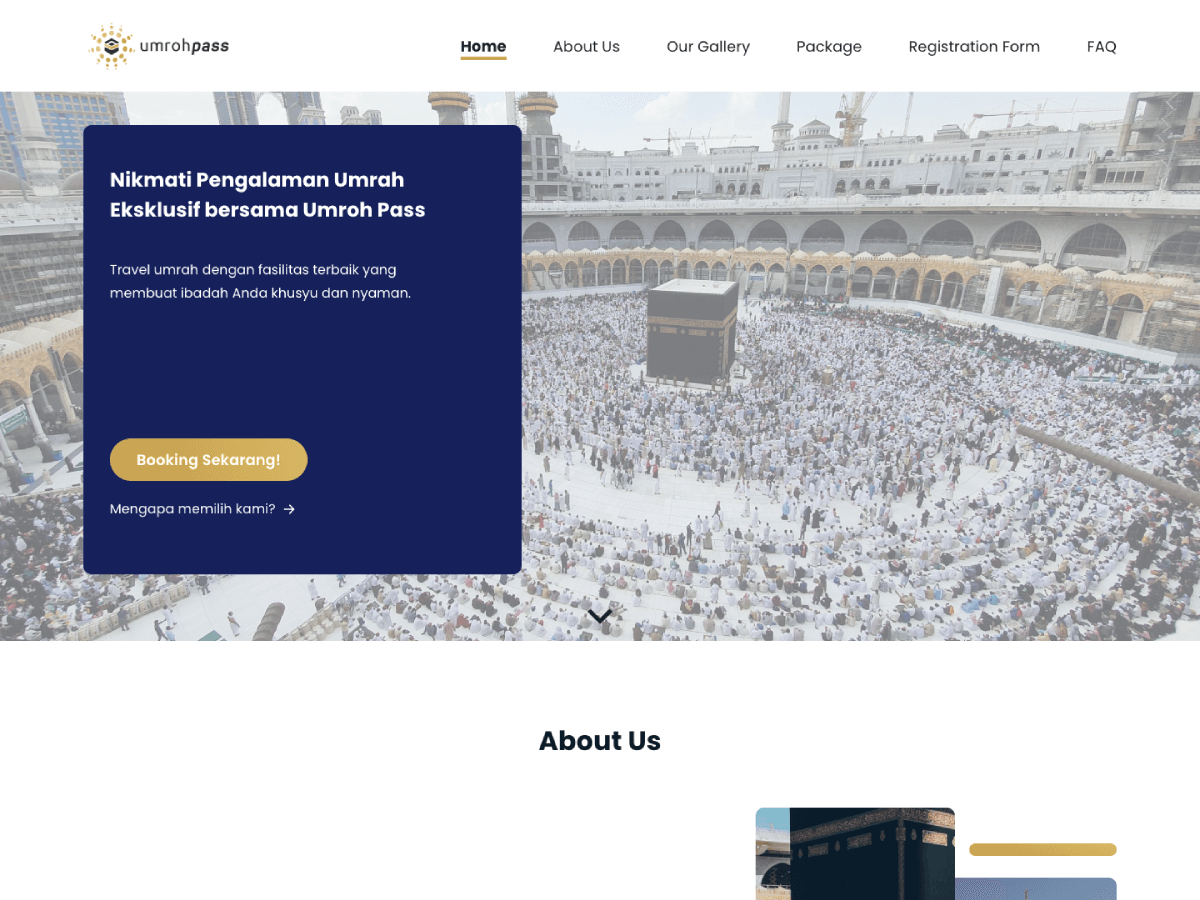 umrohpass
Home
About Us
Our Gallery
Package
Registration Form
FAQ
Nikmati Pengalaman Umrah
Eksklusif bersama Umroh Pass
Travel umrah dengan fasilitas terbaik yang
membuat ibadah Anda khusyu dan nyaman.
Booking Sekarang!
Mengapa memilih kami? →
About Us